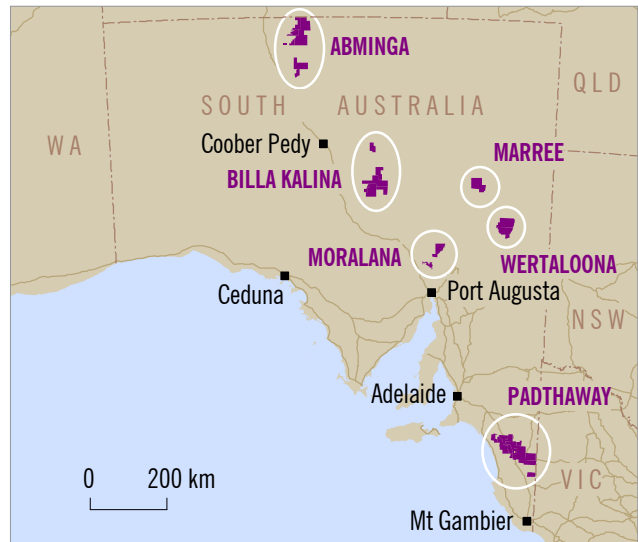 ABMINGA
QLD
SOUTH AUSTRALIA
WA
Coober Pedy
MARREE
BILLA KALINA
MORALANA
WERTALOONA
Ceduna
Port Augusta
NSW
Adelaide
PADTHAWAY
0 200 km
VIC
Mt Gambier